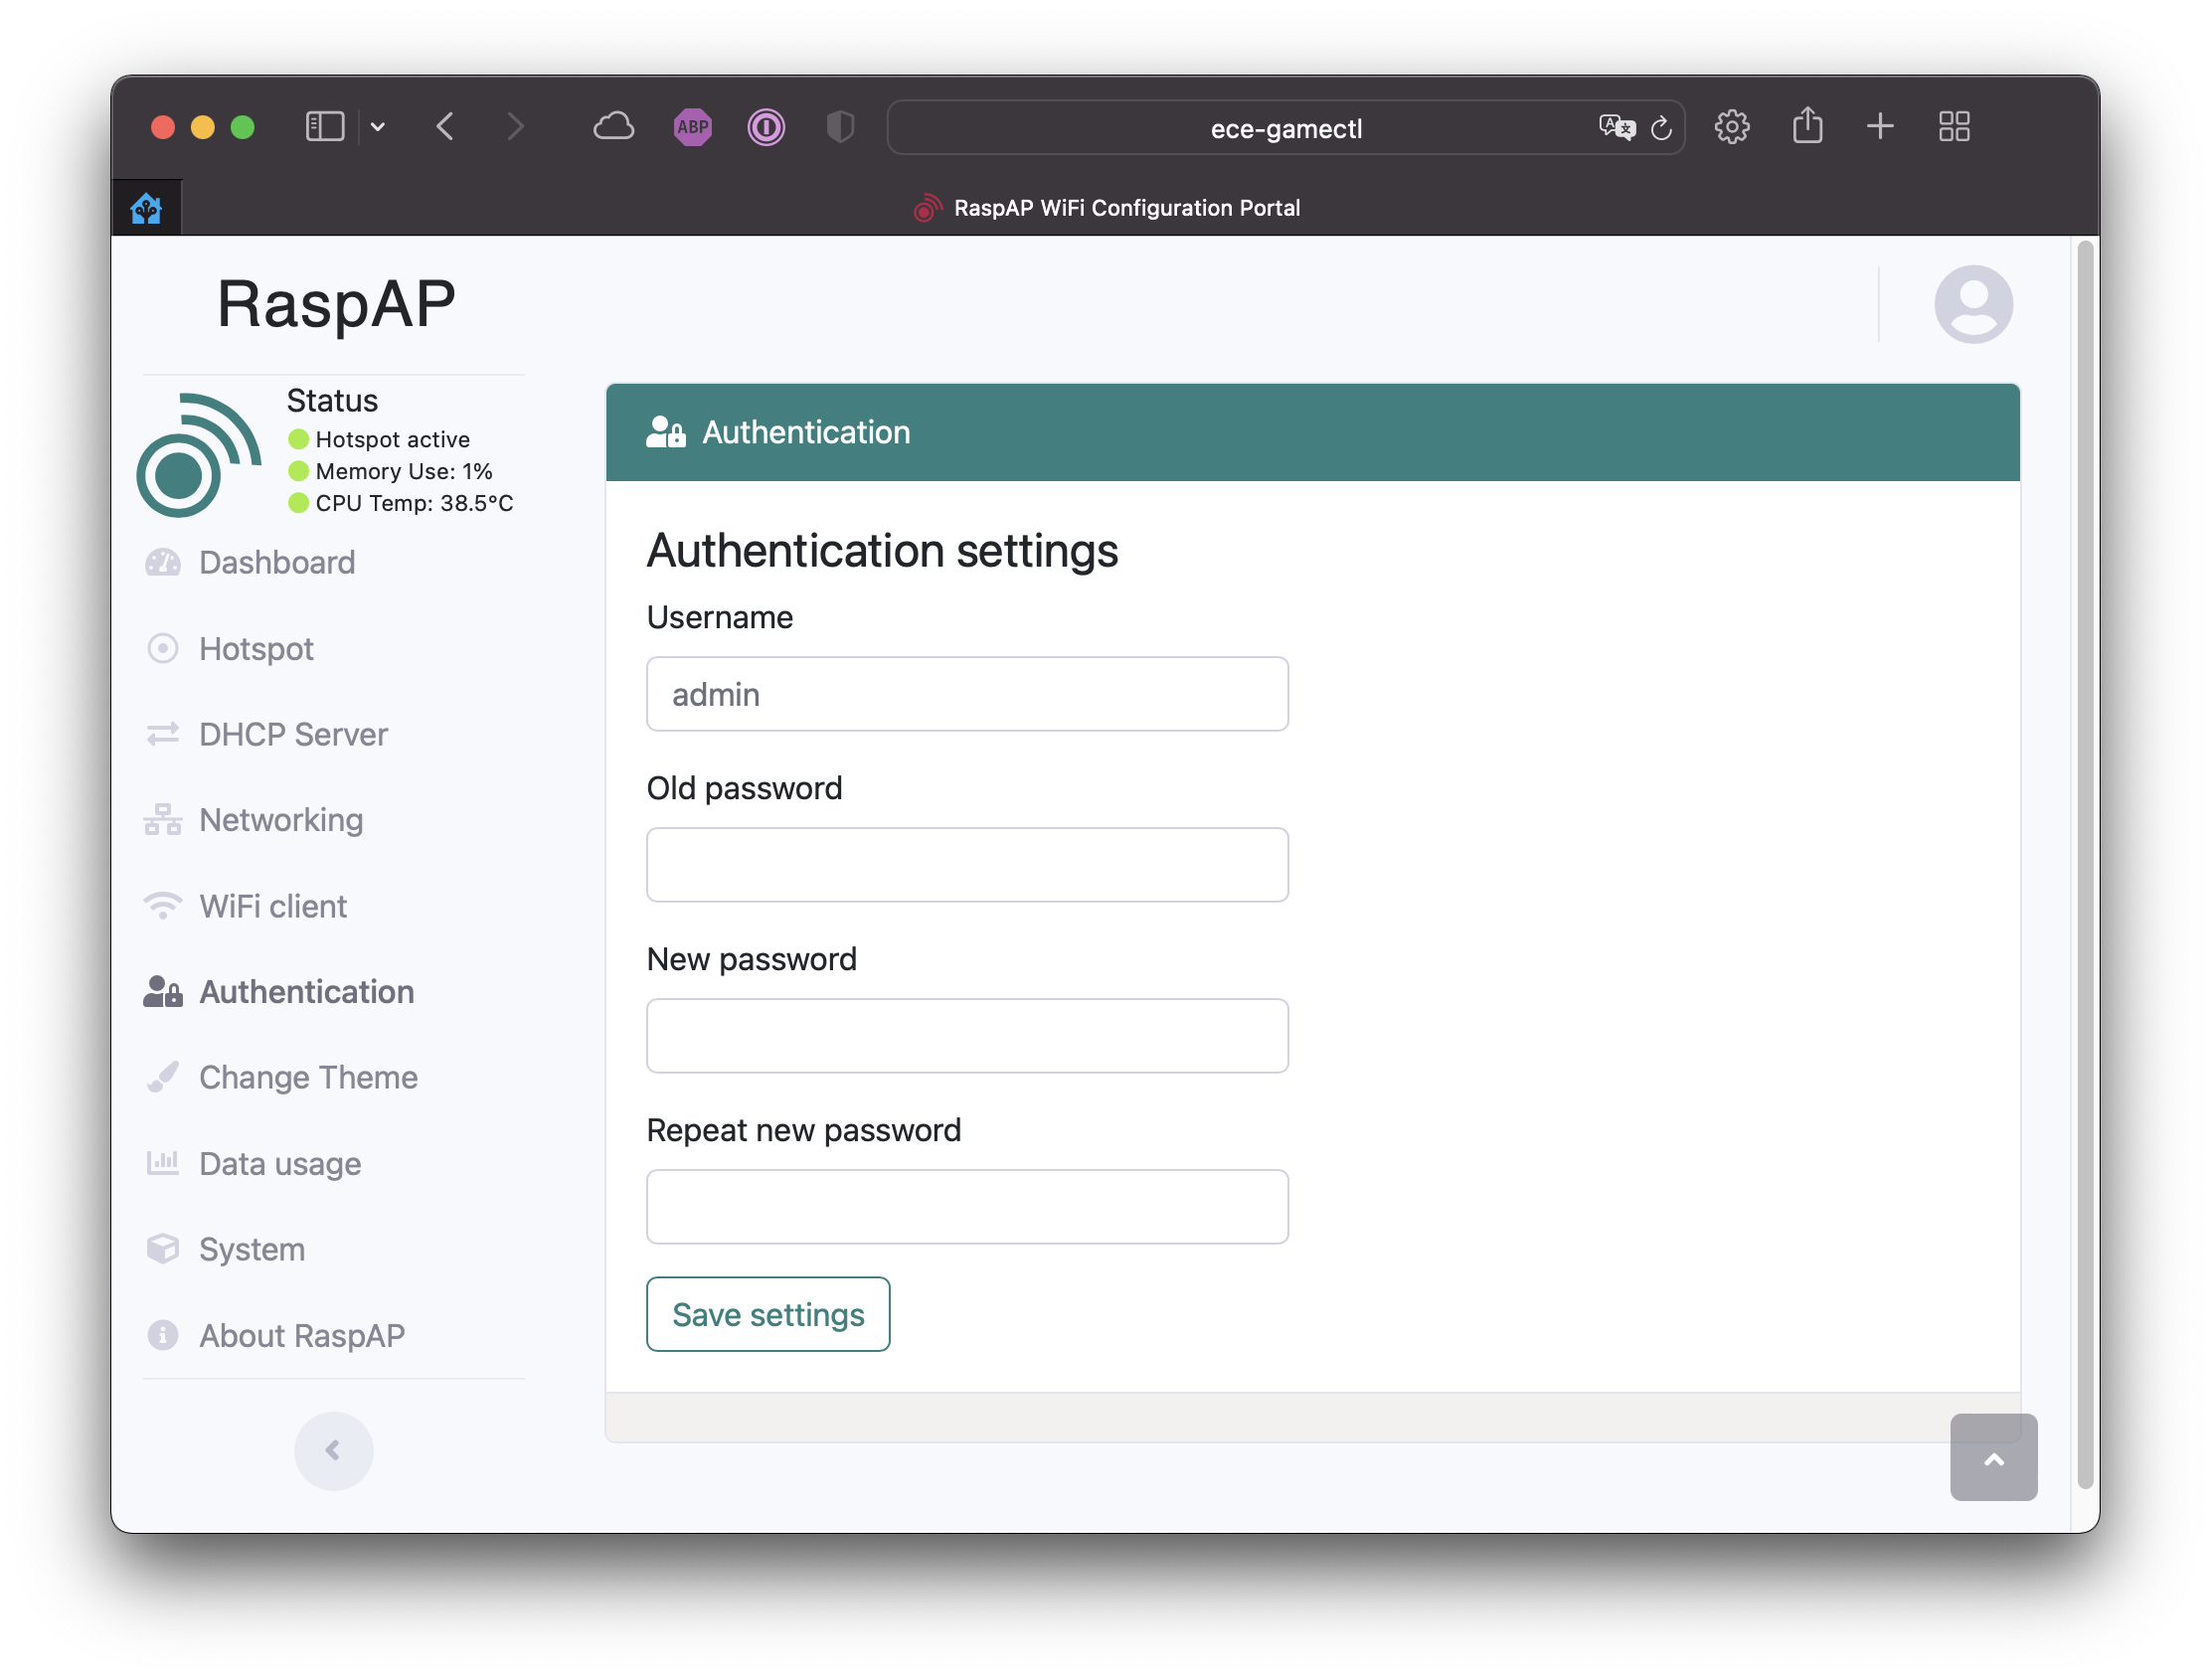 ABP
ece-gamectl
RaspAP WiFi Configuration Portal
RaspAP
Status
Hotspot active
Memory Use: 1%
CPU Temp: 38.5°C
Dashboard
Hotspot
DHCP Server
Networking
WiFi client
Authentication
Change Theme
Data usage
System
About RaspAP
Authentication
Authentication settings
Username
admin
Old password
New password
Repeat new password
Save settings